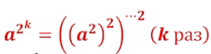 a^{2^k} = ((a^2)^2)^{⋯2} (k раз)